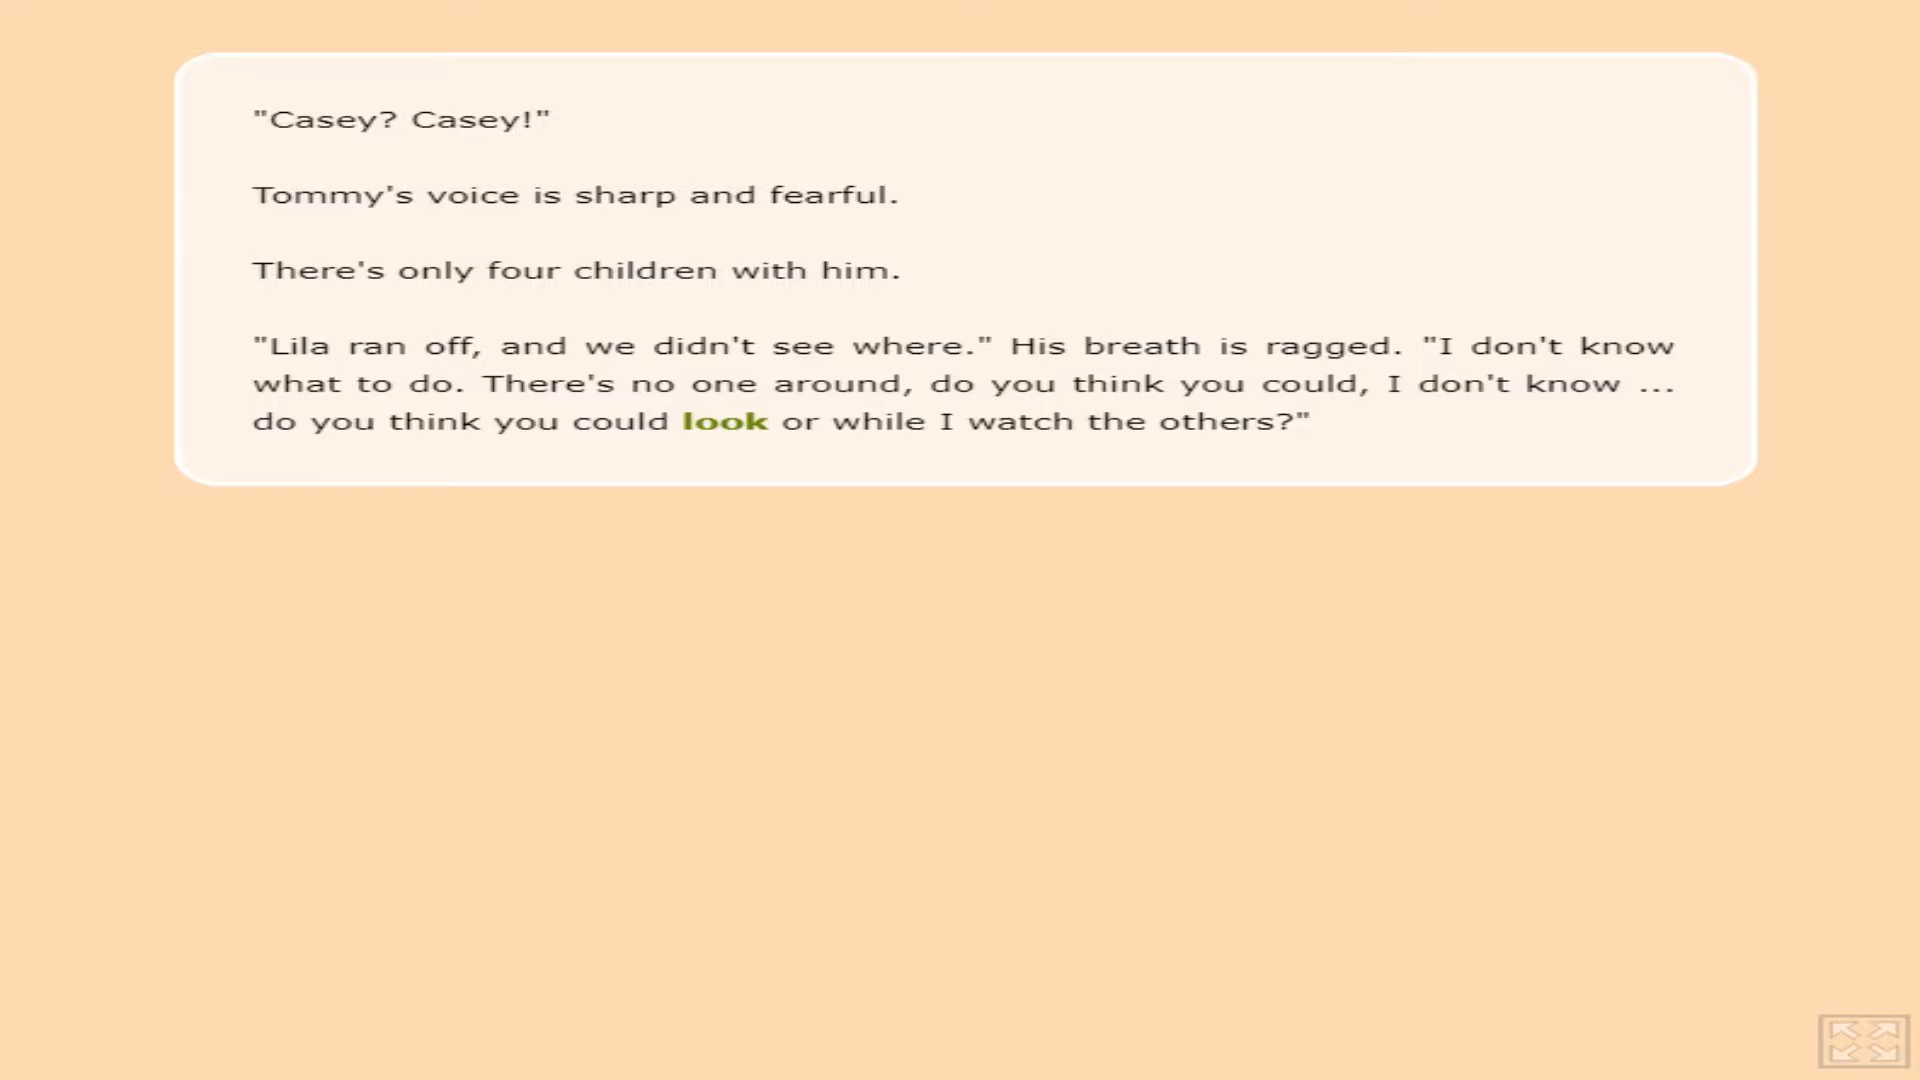 "Casey? Casey!"
Tommy's voice is sharp and fearful.
There's only four children with him.
"Lila ran off, and we didn't see where." His breath is ragged. "I don't know
what to do. There's no one around, do you think you could, I don't know ...
do you think you could look or while I watch the others?"